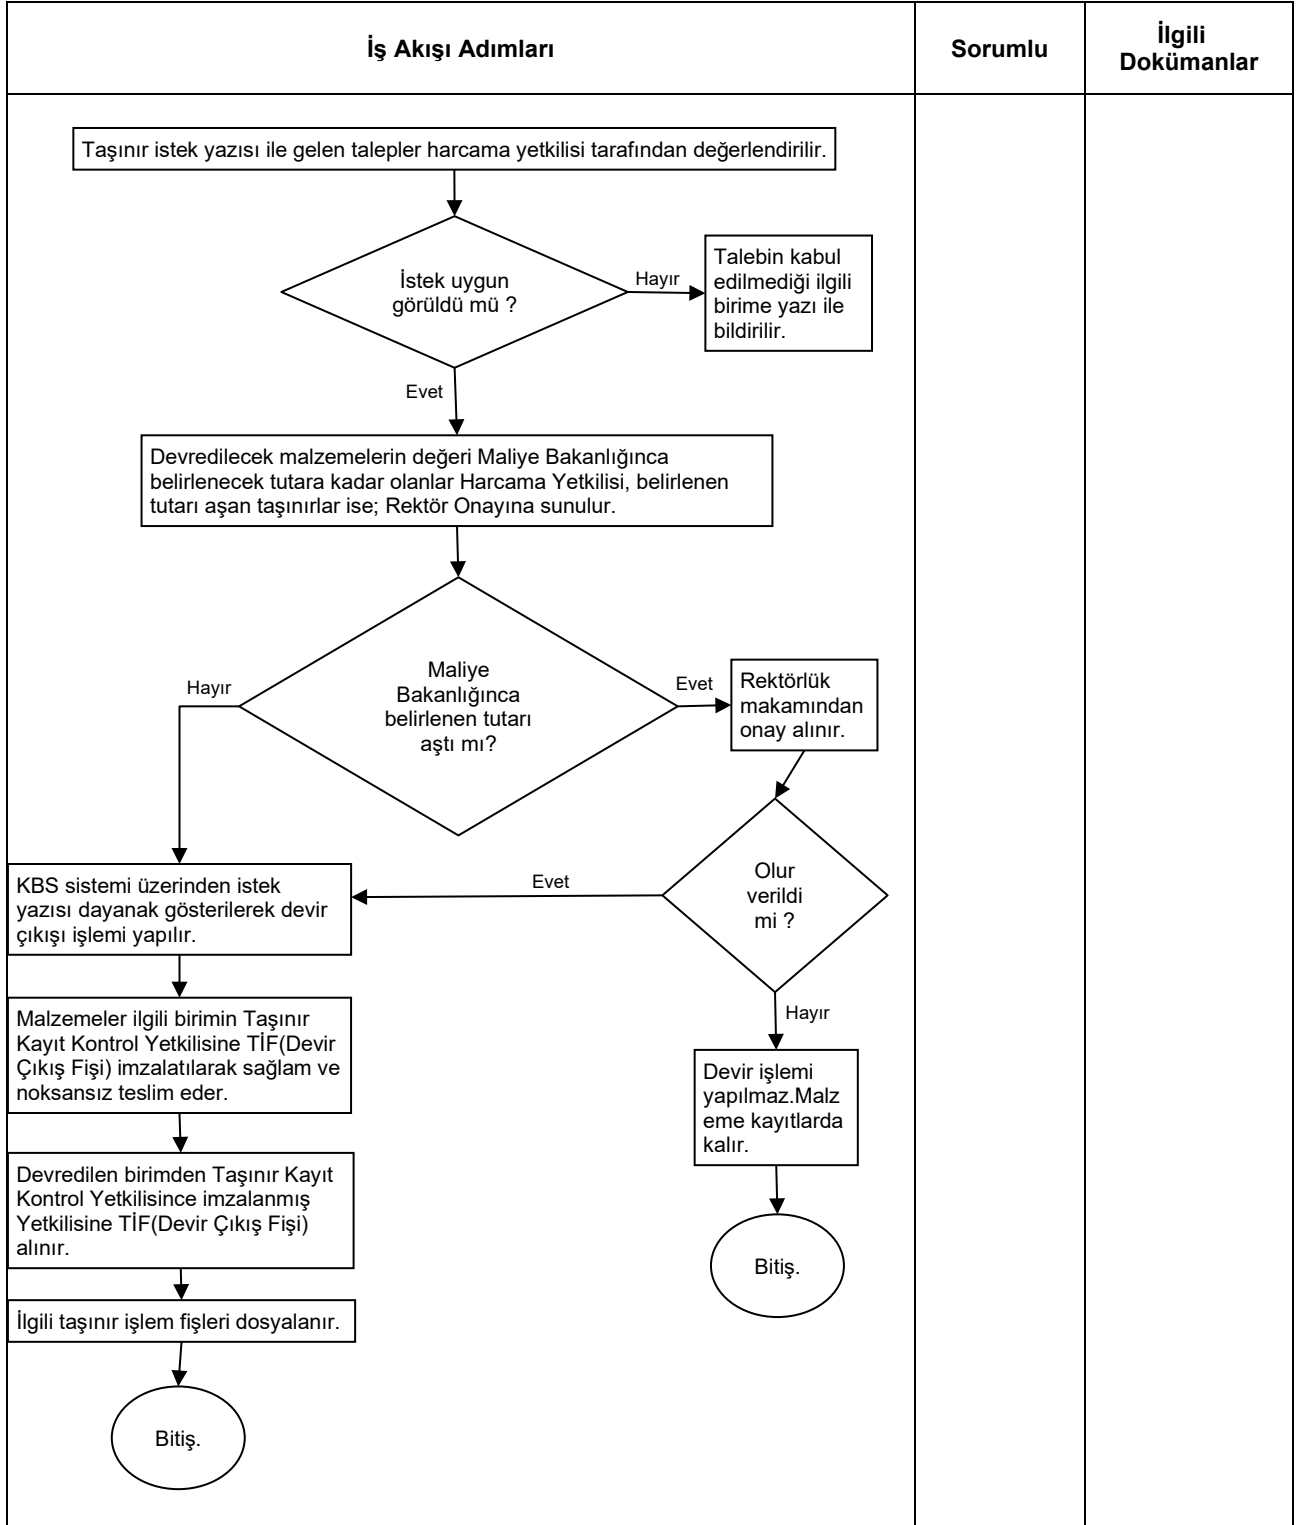 İş Akışı Adımları
Sorumlu
İlgili
Dokümanlar
Taşınır istek yazısı ile gelen talepler harcama yetkilisi tarafından değerlendirilir.
İstek uygun
görüldü mü ?
Hayır
Talebin kabul
edilmediği ilgili
birime yazı ile
bildirilir.
Evet
Devredilecek malzemelerin değeri Maliye Bakanlığınca
belirlenecek tutara kadar olanlar Harcama Yetkilisi, belirlenen
tutarı aşan taşınırlar ise; Rektör Onayına sunulur.
Maliye
Bakanlığınca
belirlenen tutarı
aştı mı?
Hayır
Evet
Rektörlük
makamından
onay alınır.
Olur
verildi
mi ?
Evet
KBS sistemi üzerinden istek
yazısı dayanak gösterilerek devir
çıkışı işlemi yapılır.
Hayır
Malzemeler ilgili birimin Taşınır
Kayıt Kontrol Yetkilisine TİF(Devir
Çıkış Fişi) imzalatılarak sağlam ve
noksansız teslim eder.
Devir işlemi
yapılmaz.Malz
eme kayıtlarda
kalır.
Devredilen birimden Taşınır Kayıt
Kontrol Yetkilisince imzalanmış
Yetkilisine TİF(Devir Çıkış Fişi)
alınır.
Bitiş.
İlgili taşınır işlem fişleri dosyalanır.
Bitiş.